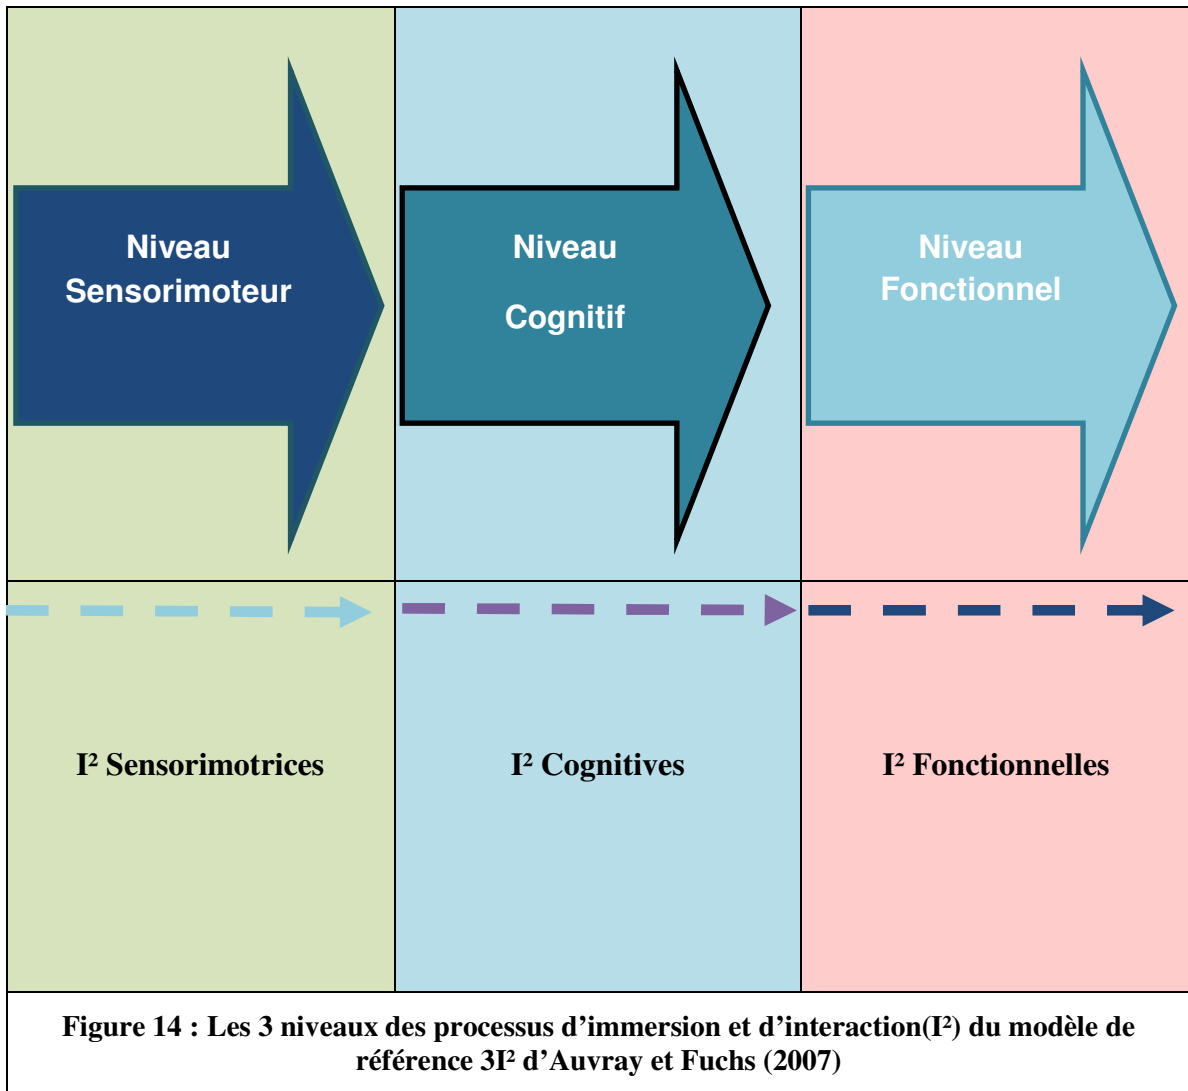 Niveau
Sensorimoteur
Niveau
Cognitif
Niveau
Fonctionnel
I² Sensorimotrices
I² Cognitives
I² Fonctionnelles
Figure 14 : Les 3 niveaux des processus d’immersion et d’interaction(I²) du modèle de
référence 3I² d’Auvray et Fuchs (2007)